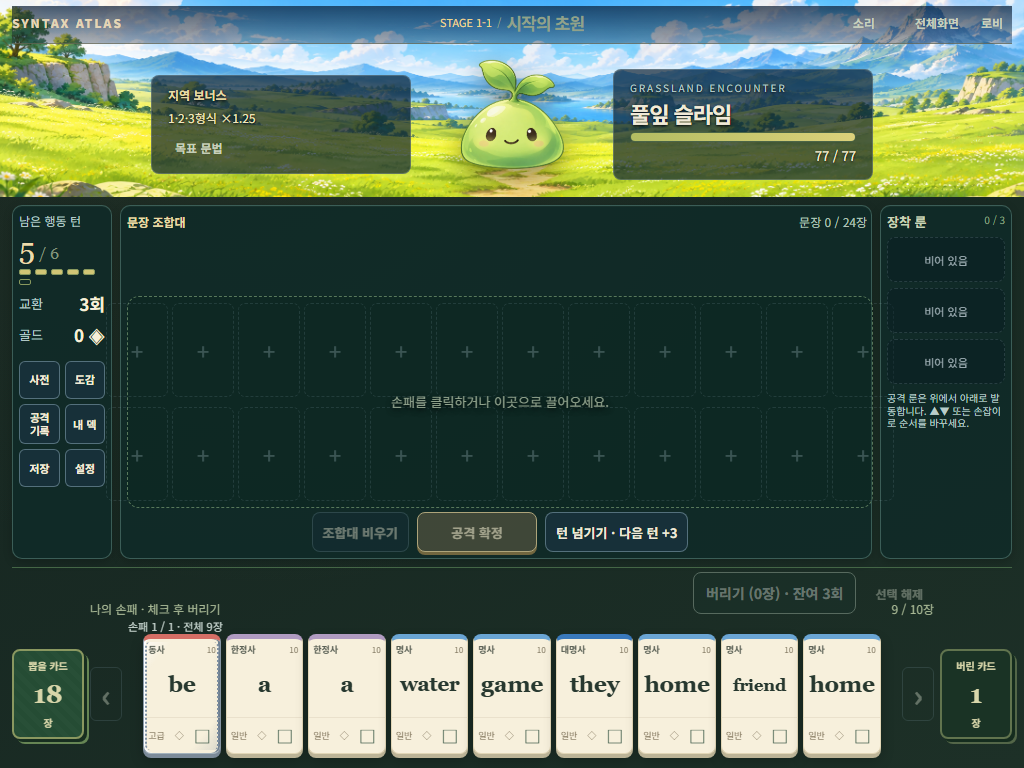 SYNTAX ATLAS
STAGE 1-1 / 시작의 초원
소리
전체화면
로비
지역 보너스
1·2·3형식 ×1.25
목표 문법
GRASSLAND ENCOUNTER
풀잎 슬라임
77 / 77
남은 행동 턴
5 / 6
교환 3회
골드 0 ◈
사전
도감
공격
기록
내 덱
저장
설정
문장 조합대
문장 0 / 24장
손패를 클릭하거나 이곳으로 끌어오세요.
조합대 비우기
공격 확정
턴 넘기기 · 다음 턴 +3
장착 룬
0 / 3
비어 있음
비어 있음
비어 있음
공격 룬은 위에서 아래로 발
동합니다. ▲▼ 또는 손잡이
로 순서를 바꾸세요.
버리기 (0장) · 잔여 3회
선택 해제
나의 손패 · 체크 후 버리기
9 / 10장
손패 1 / 1 · 전체 9장
뽑을 카드
18
장
동사 10
be
고급
한정사 10
a
일반
한정사 10
a
일반
명사 10
water
일반
명사 10
game
일반
대명사 10
they
일반
명사 10
home
일반
명사 10
friend
일반
명사 10
home
일반
버린 카드
1
장